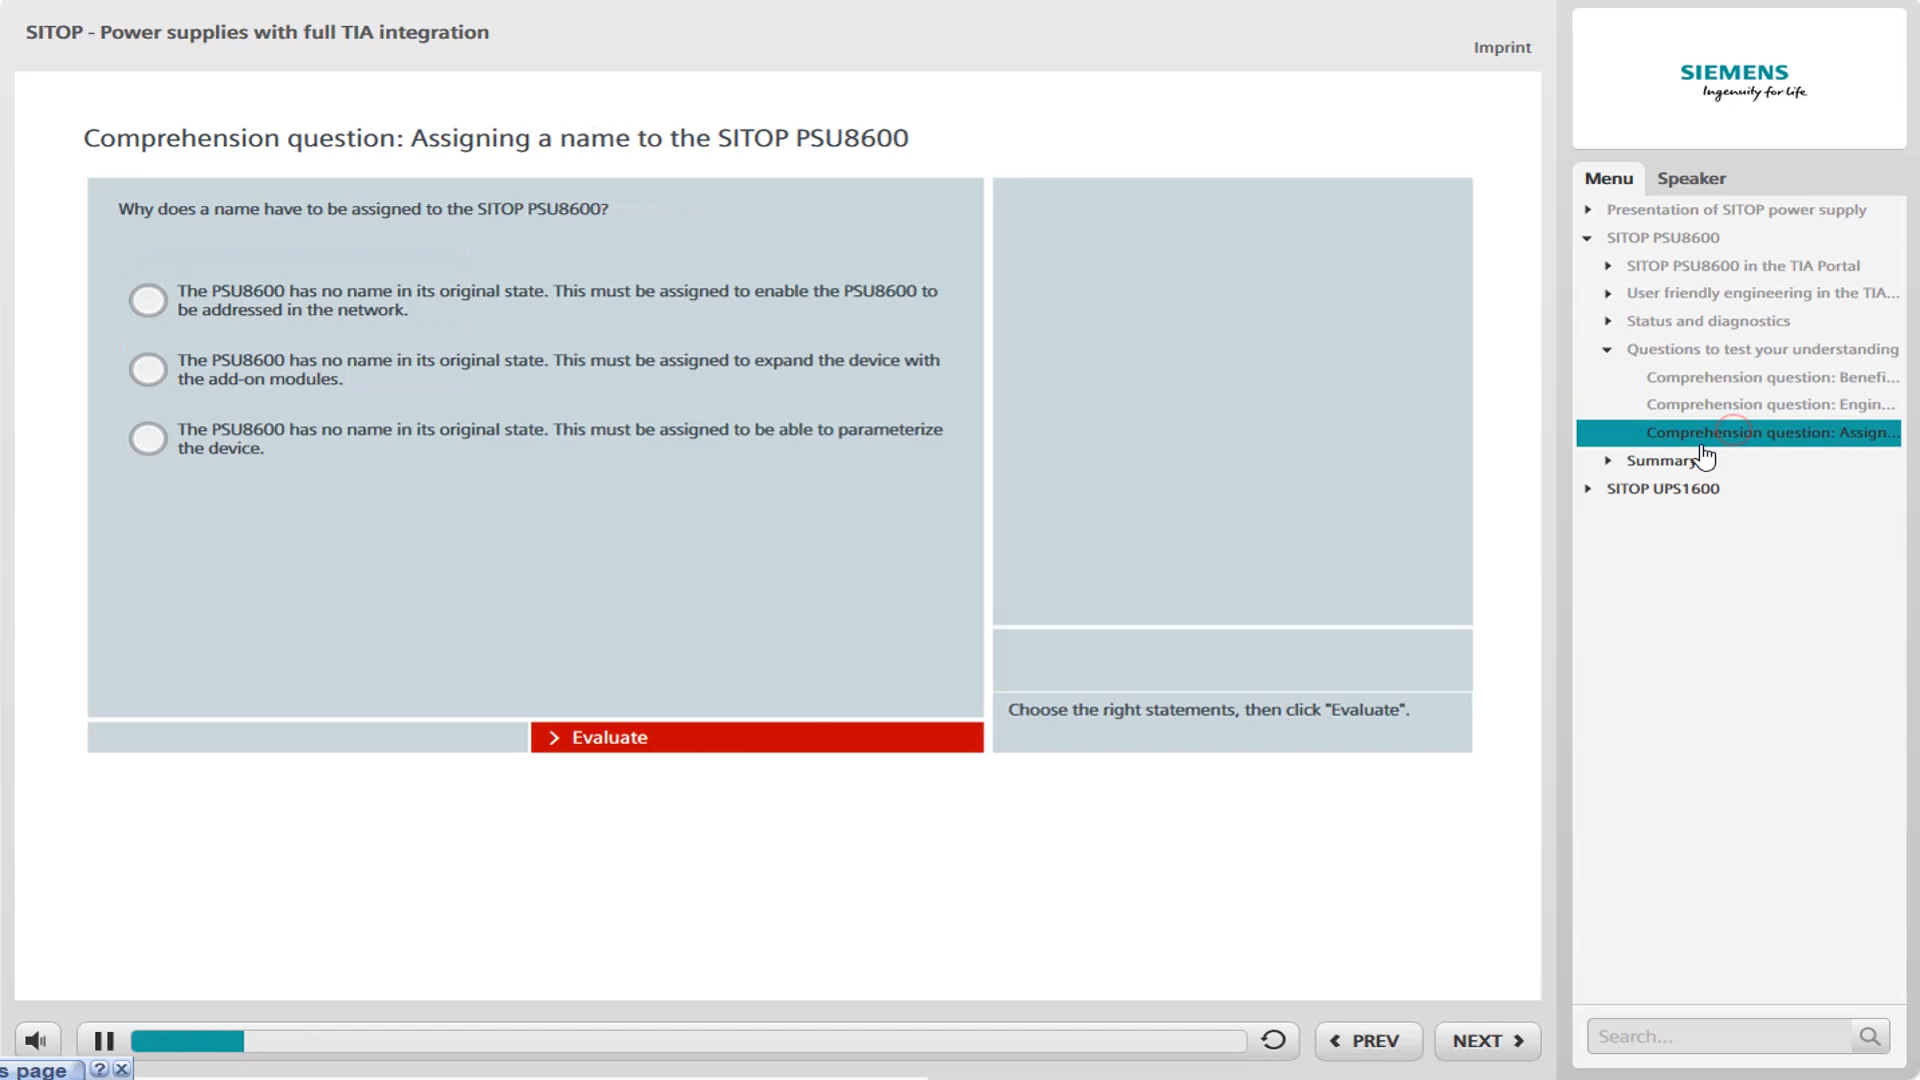 SITOP - Power supplies with full TIA integration
Imprint
SIEMENS
Ingenuity for life
Comprehension question: Assigning a name to the SITOP PSU8600
Why does a name have to be assigned to the SITOP PSU8600?
The PSU8600 has no name in its original state. This must be assigned to enable the PSU8600 to
be addressed in the network.
The PSU8600 has no name in its original state. This must be assigned to expand the device with
the add-on modules.
The PSU8600 has no name in its original state. This must be assigned to be able to parameterize
the device.
Evaluate
Choose the right statements, then click "Evaluate".
Menu
Speaker
Presentation of SITOP power supply
SITOP PSU8600
SITOP PSU8600 in the TIA Portal
User friendly engineering in the TIA...
Status and diagnostics
Questions to test your understanding
Comprehension question: Benefi...
Comprehension question: Engin...
Comprehension question: Assign...
Summary
SITOP UPS1600
PREV
NEXT
Search...
s page